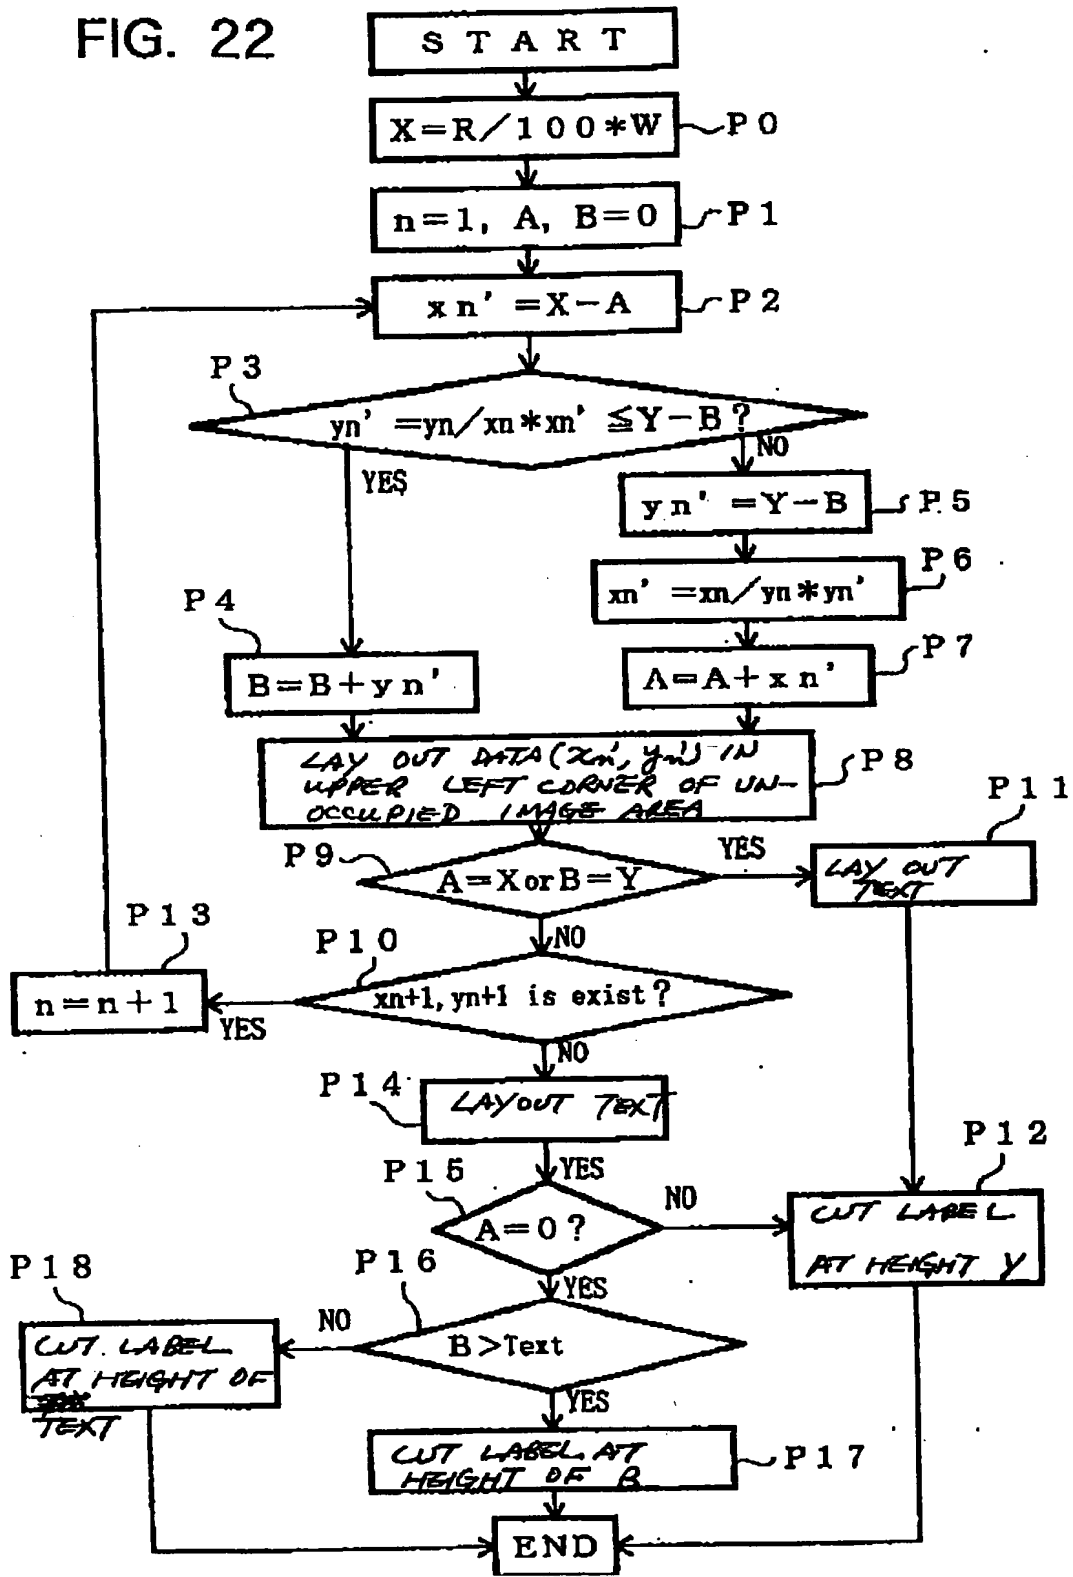 FIG. 22
START
X=R/100*W
P0
n=1, A, B=0
P1
xn'=X-A
P2
P3
yn'=yn/xn*xn'≦Y-B?
NO
YES
yn'=Y-B
P5
P6
xn'=xn/yn*yn'
P4
P7
B=B+yn'
A=A+xn'
LAY OUT DATA (xn', yn') IN
UPPER LEFT CORNER OF UN-
OCCUPIED IMAGE AREA
P8
P11
P9
YES
A=X or B=Y
LAY OUT
TEXT
P13
P10
NO
n=n+1
YES
xn+1, yn+1 is exist?
NO
P14
LAYOUT TEXT
P12
P15
YES
NO
A=0?
CUT LABEL
AT HEIGHT Y
P18
P16
YES
NO
CUT LABEL
AT HEIGHT OF
TEXT
B>Text
YES
CUT LABEL AT
HEIGHT OF B
P17
END